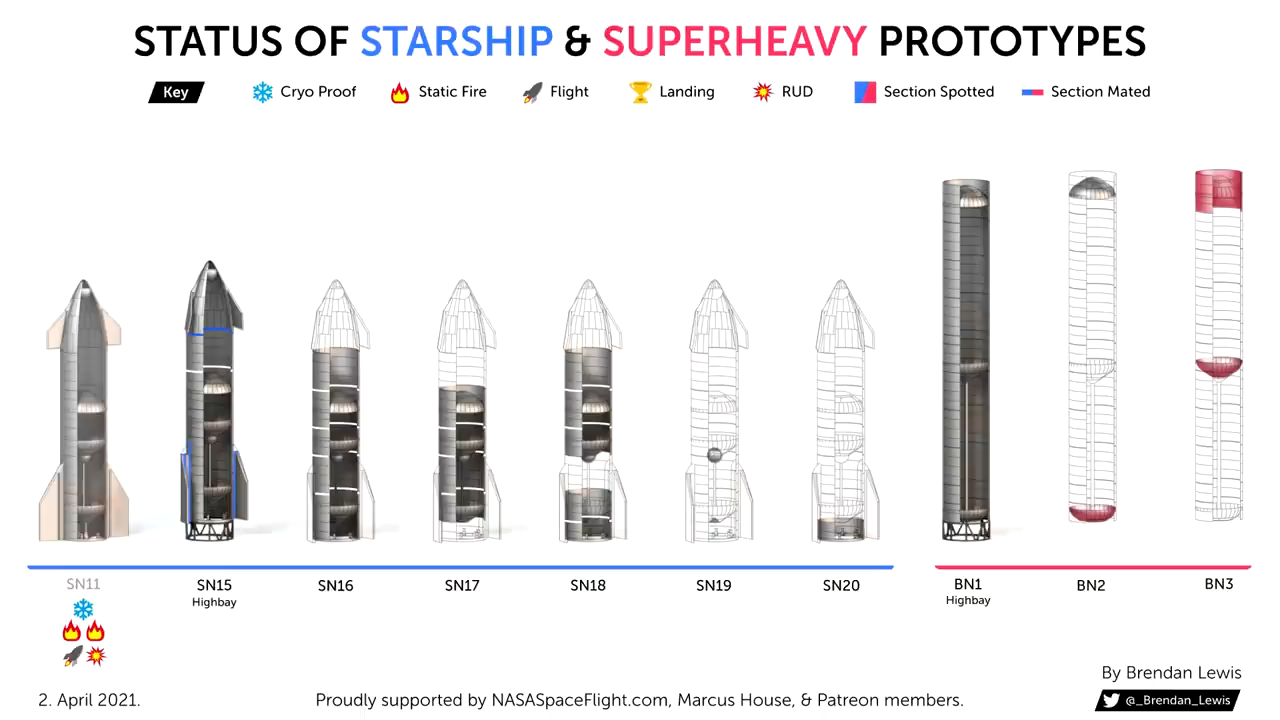 STATUS OF STARSHIP & SUPERHEAVY PROTOTYPES
Key Cryo Proof Static Fire Flight Landing RUD Section Spotted Section Mated
SN11 SN15 SN16 SN17 SN18 SN19 SN20 BN1 BN2 BN3
Highbay Highbay
By Brendan Lewis
2. April 2021. Proudly supported by NASASpaceFlight.com, Marcus House, & Patreon members. @_Brendan_Lewis